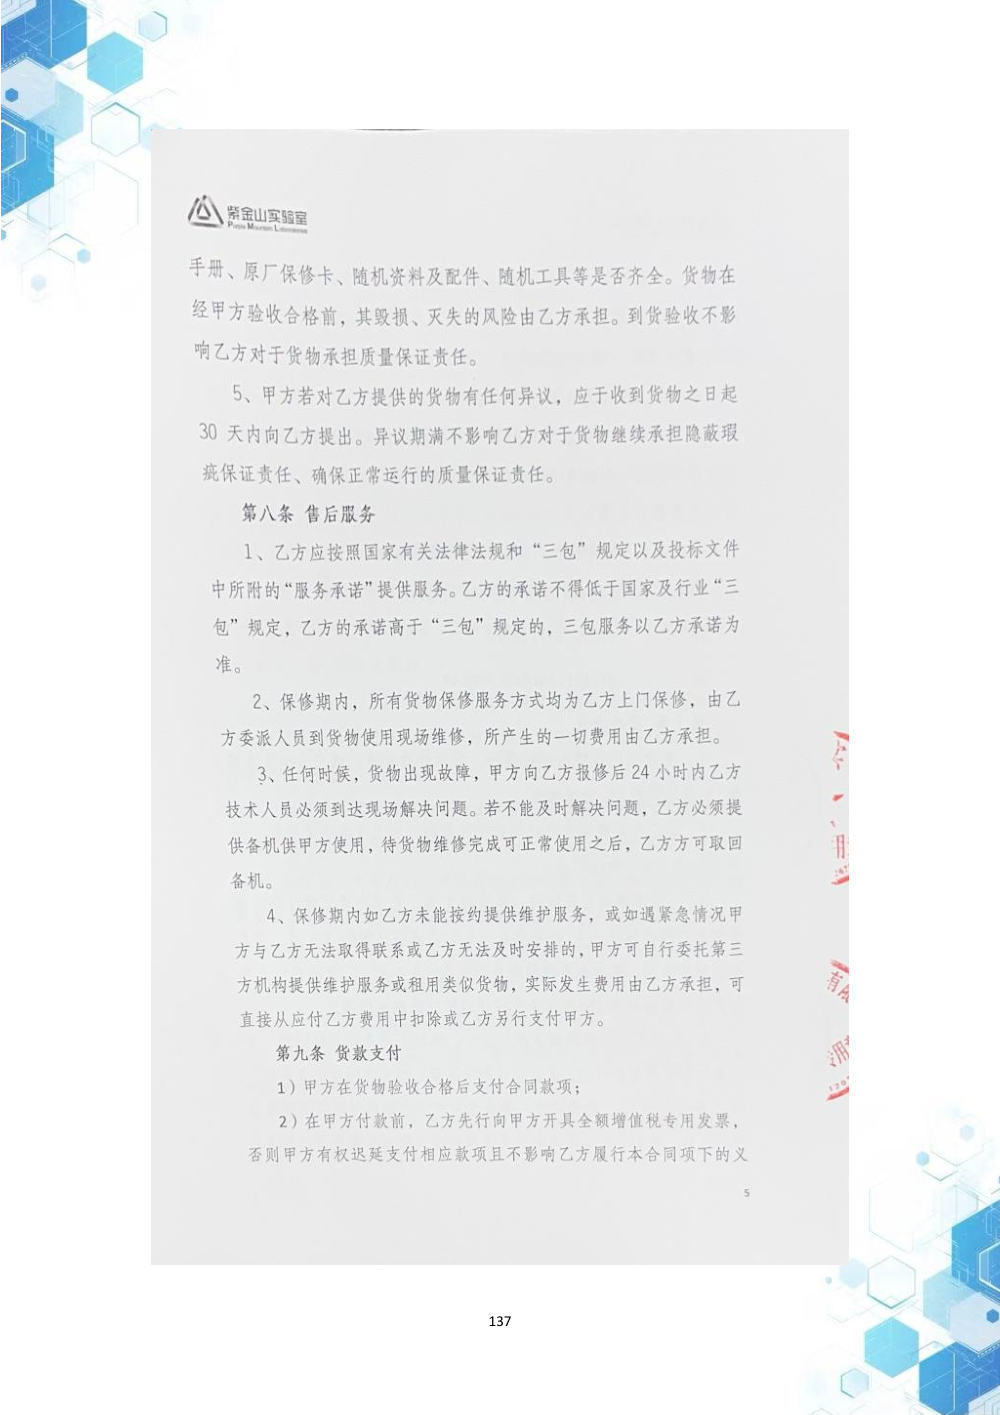 紫金山实验室
Purple Mountain Laboratories
手册、原厂保修卡、随机资料及配件、随机工具等是否齐全。货物在
经甲方验收合格前，其毁损、灭失的风险由乙方承担。到货验收不影
响乙方对于货物承担质量保证责任。
5、甲方若对乙方提供的货物有任何异议，应于收到货物之日起
30 天内向乙方提出。异议期满不影响乙方对于货物继续承担隐蔽瑕
疵保证责任、确保正常运行的质量保证责任。
第八条 售后服务
1、乙方应按照国家有关法律法规和“三包”规定以及投标文件
中所附的“服务承诺”提供服务。乙方的承诺不得低于国家及行业“三
包”规定，乙方的承诺高于“三包”规定的，三包服务以乙方承诺为
准。
2、保修期内，所有货物保修服务方式均为乙方上门保修，由乙
方委派人员到货物使用现场维修，所产生的一切费用由乙方承担。
3、任何时候，货物出现故障，甲方向乙方报修后 24 小时内乙方
技术人员必须到达现场解决问题。若不能及时解决问题，乙方必须提
供备机供甲方使用，待货物维修完成可正常使用之后，乙方方可取回
备机。
4、保修期内如乙方未能按约提供维护服务，或如遇紧急情况甲
方与乙方无法取得联系或乙方无法及时安排的，甲方可自行委托第三
方机构提供维护服务或租用类似货物，实际发生费用由乙方承担，可
直接从应付乙方费用中扣除或乙方另行支付甲方。
第九条 货款支付
1）甲方在货物验收合格后支付合同款项；
2）在甲方付款前，乙方先行向甲方开具全额增值税专用发票，
否则甲方有权迟延支付相应款项且不影响乙方履行本合同项下的义
5
137